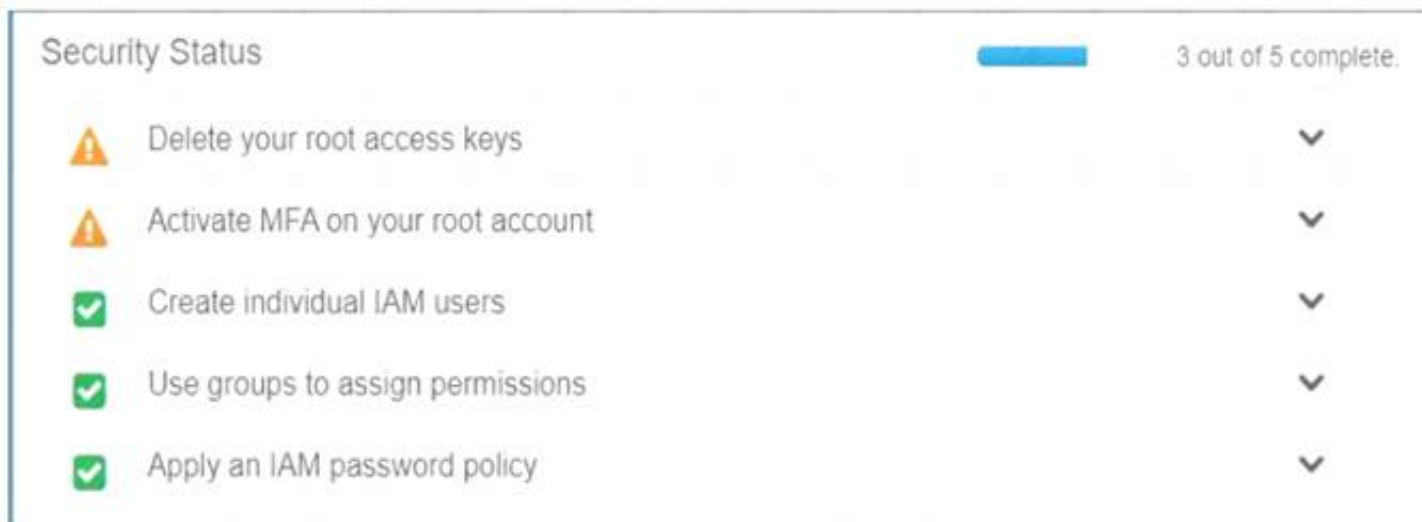 Security Status
3 out of 5 complete.
Delete your root access keys
Activate MFA on your root account
Create individual IAM users
Use groups to assign permissions
Apply an IAM password policy